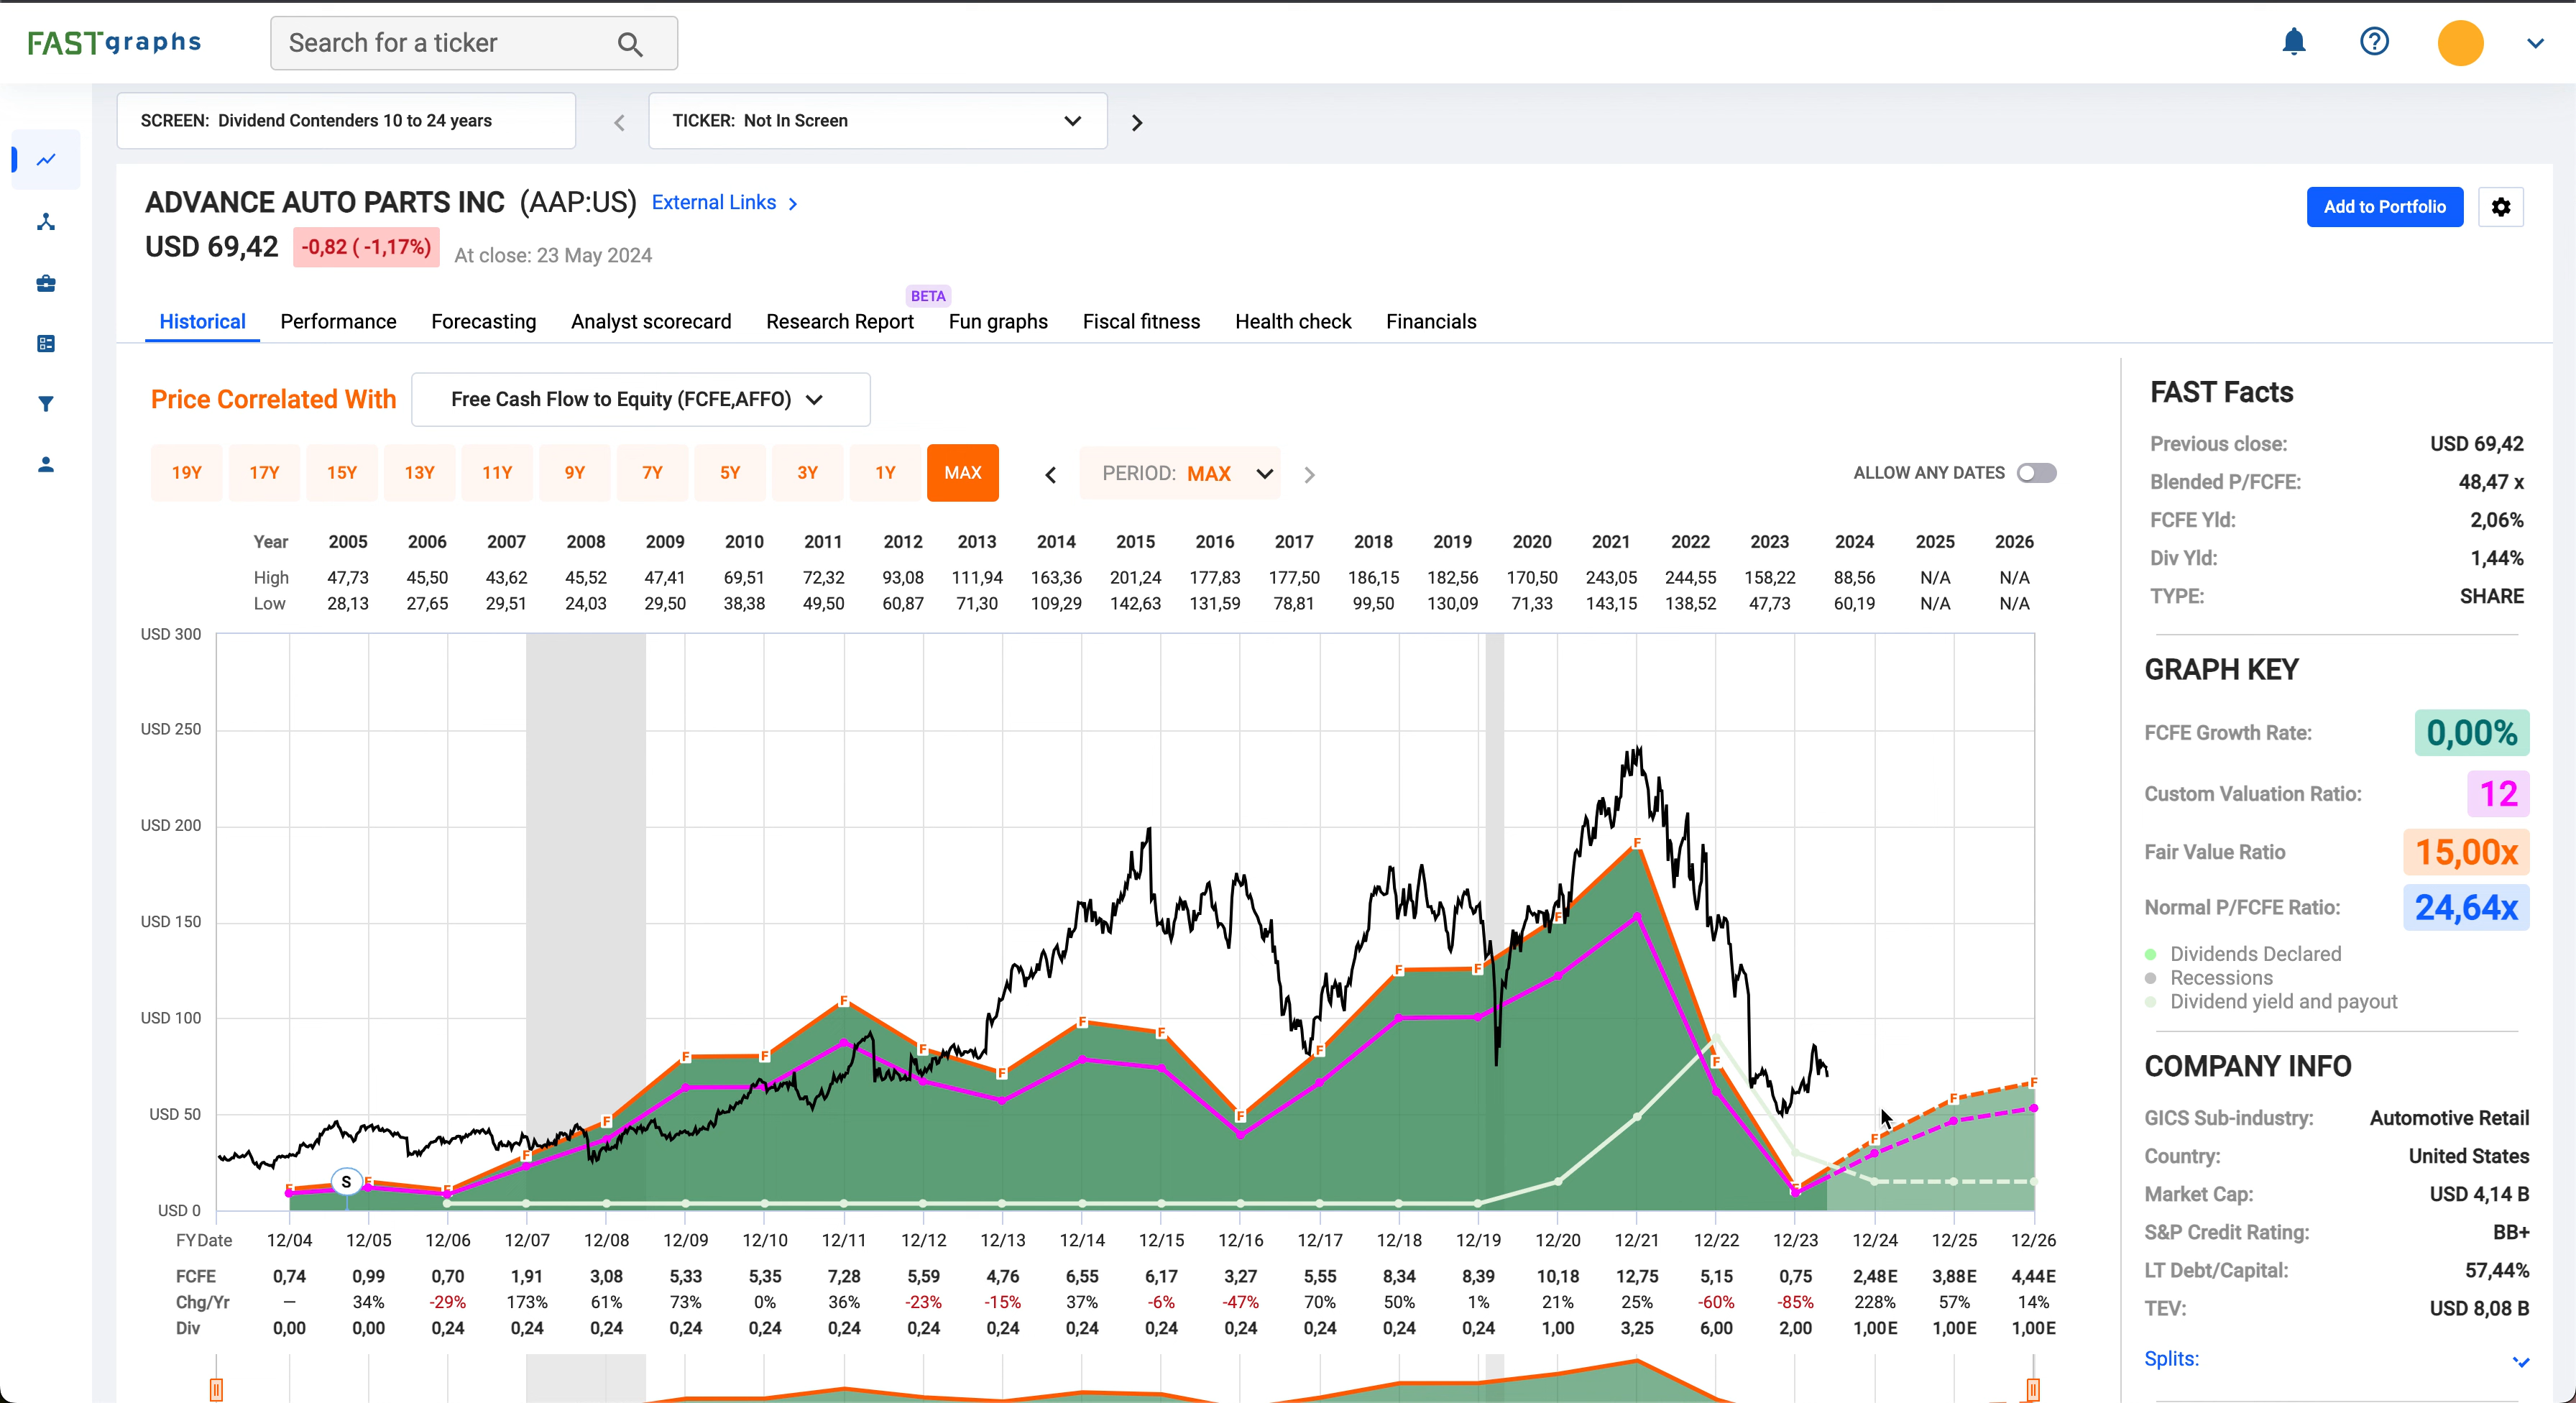 FASTgraphs
Search for a ticker
SCREEN: Dividend Contenders 10 to 24 years
TICKER: Not In Screen
ADVANCE AUTO PARTS INC (AAP:US) External Links
Add to Portfolio
USD 69,42 -0,82 ( -1,17%) At close: 23 May 2024
BETA
Historical Performance Forecasting Analyst scorecard Research Report Fun graphs Fiscal fitness Health check Financials
Price Correlated With Free Cash Flow to Equity (FCFE,AFFO)
19Y 17Y 15Y 13Y 11Y 9Y 7Y 5Y 3Y 1Y MAX PERIOD: MAX ALLOW ANY DATES
Year 2005 2006 2007 2008 2009 2010 2011 2012 2013 2014 2015 2016 2017 2018 2019 2020 2021 2022 2023 2024 2025 2026
High 47,73 45,50 43,62 45,52 47,41 69,51 72,32 93,08 111,94 163,36 201,24 177,83 177,50 186,15 182,56 170,50 243,05 244,55 158,22 88,56 N/A N/A
Low 28,13 27,65 29,51 24,03 29,50 38,38 49,50 60,87 71,30 109,29 142,63 131,59 78,81 99,50 130,09 71,33 143,15 138,52 47,73 60,19 N/A N/A
USD 300
USD 250
USD 200
USD 150
USD 100
USD 50
USD 0
F F F F F F F F F F F F F F F F F F F F F F F
S
FYDate 12/04 12/05 12/06 12/07 12/08 12/09 12/10 12/11 12/12 12/13 12/14 12/15 12/16 12/17 12/18 12/19 12/20 12/21 12/22 12/23 12/24 12/25 12/26
FCFE 0,74 0,99 0,70 1,91 3,08 5,33 5,35 7,28 5,59 4,76 6,55 6,17 3,27 5,55 8,34 8,39 10,18 12,75 5,15 0,75 2,48E 3,88E 4,44E
Chg/Yr — 34% -29% 173% 61% 73% 0% 36% -23% -15% 37% -6% -47% 70% 50% 1% 21% 25% -60% -85% 228% 57% 14%
Div 0,00 0,00 0,24 0,24 0,24 0,24 0,24 0,24 0,24 0,24 0,24 0,24 0,24 0,24 0,24 0,24 1,00 3,25 6,00 2,00 1,00E 1,00E 1,00E
FAST Facts
Previous close: USD 69,42
Blended P/FCFE: 48,47 x
FCFE Yld: 2,06%
Div Yld: 1,44%
TYPE: SHARE
GRAPH KEY
FCFE Growth Rate: 0,00%
Custom Valuation Ratio: 12
Fair Value Ratio 15,00x
Normal P/FCFE Ratio: 24,64x
Dividends Declared
Recessions
Dividend yield and payout
COMPANY INFO
GICS Sub-industry: Automotive Retail
Country: United States
Market Cap: USD 4,14 B
S&P Credit Rating: BB+
LT Debt/Capital: 57,44%
TEV: USD 8,08 B
Splits: